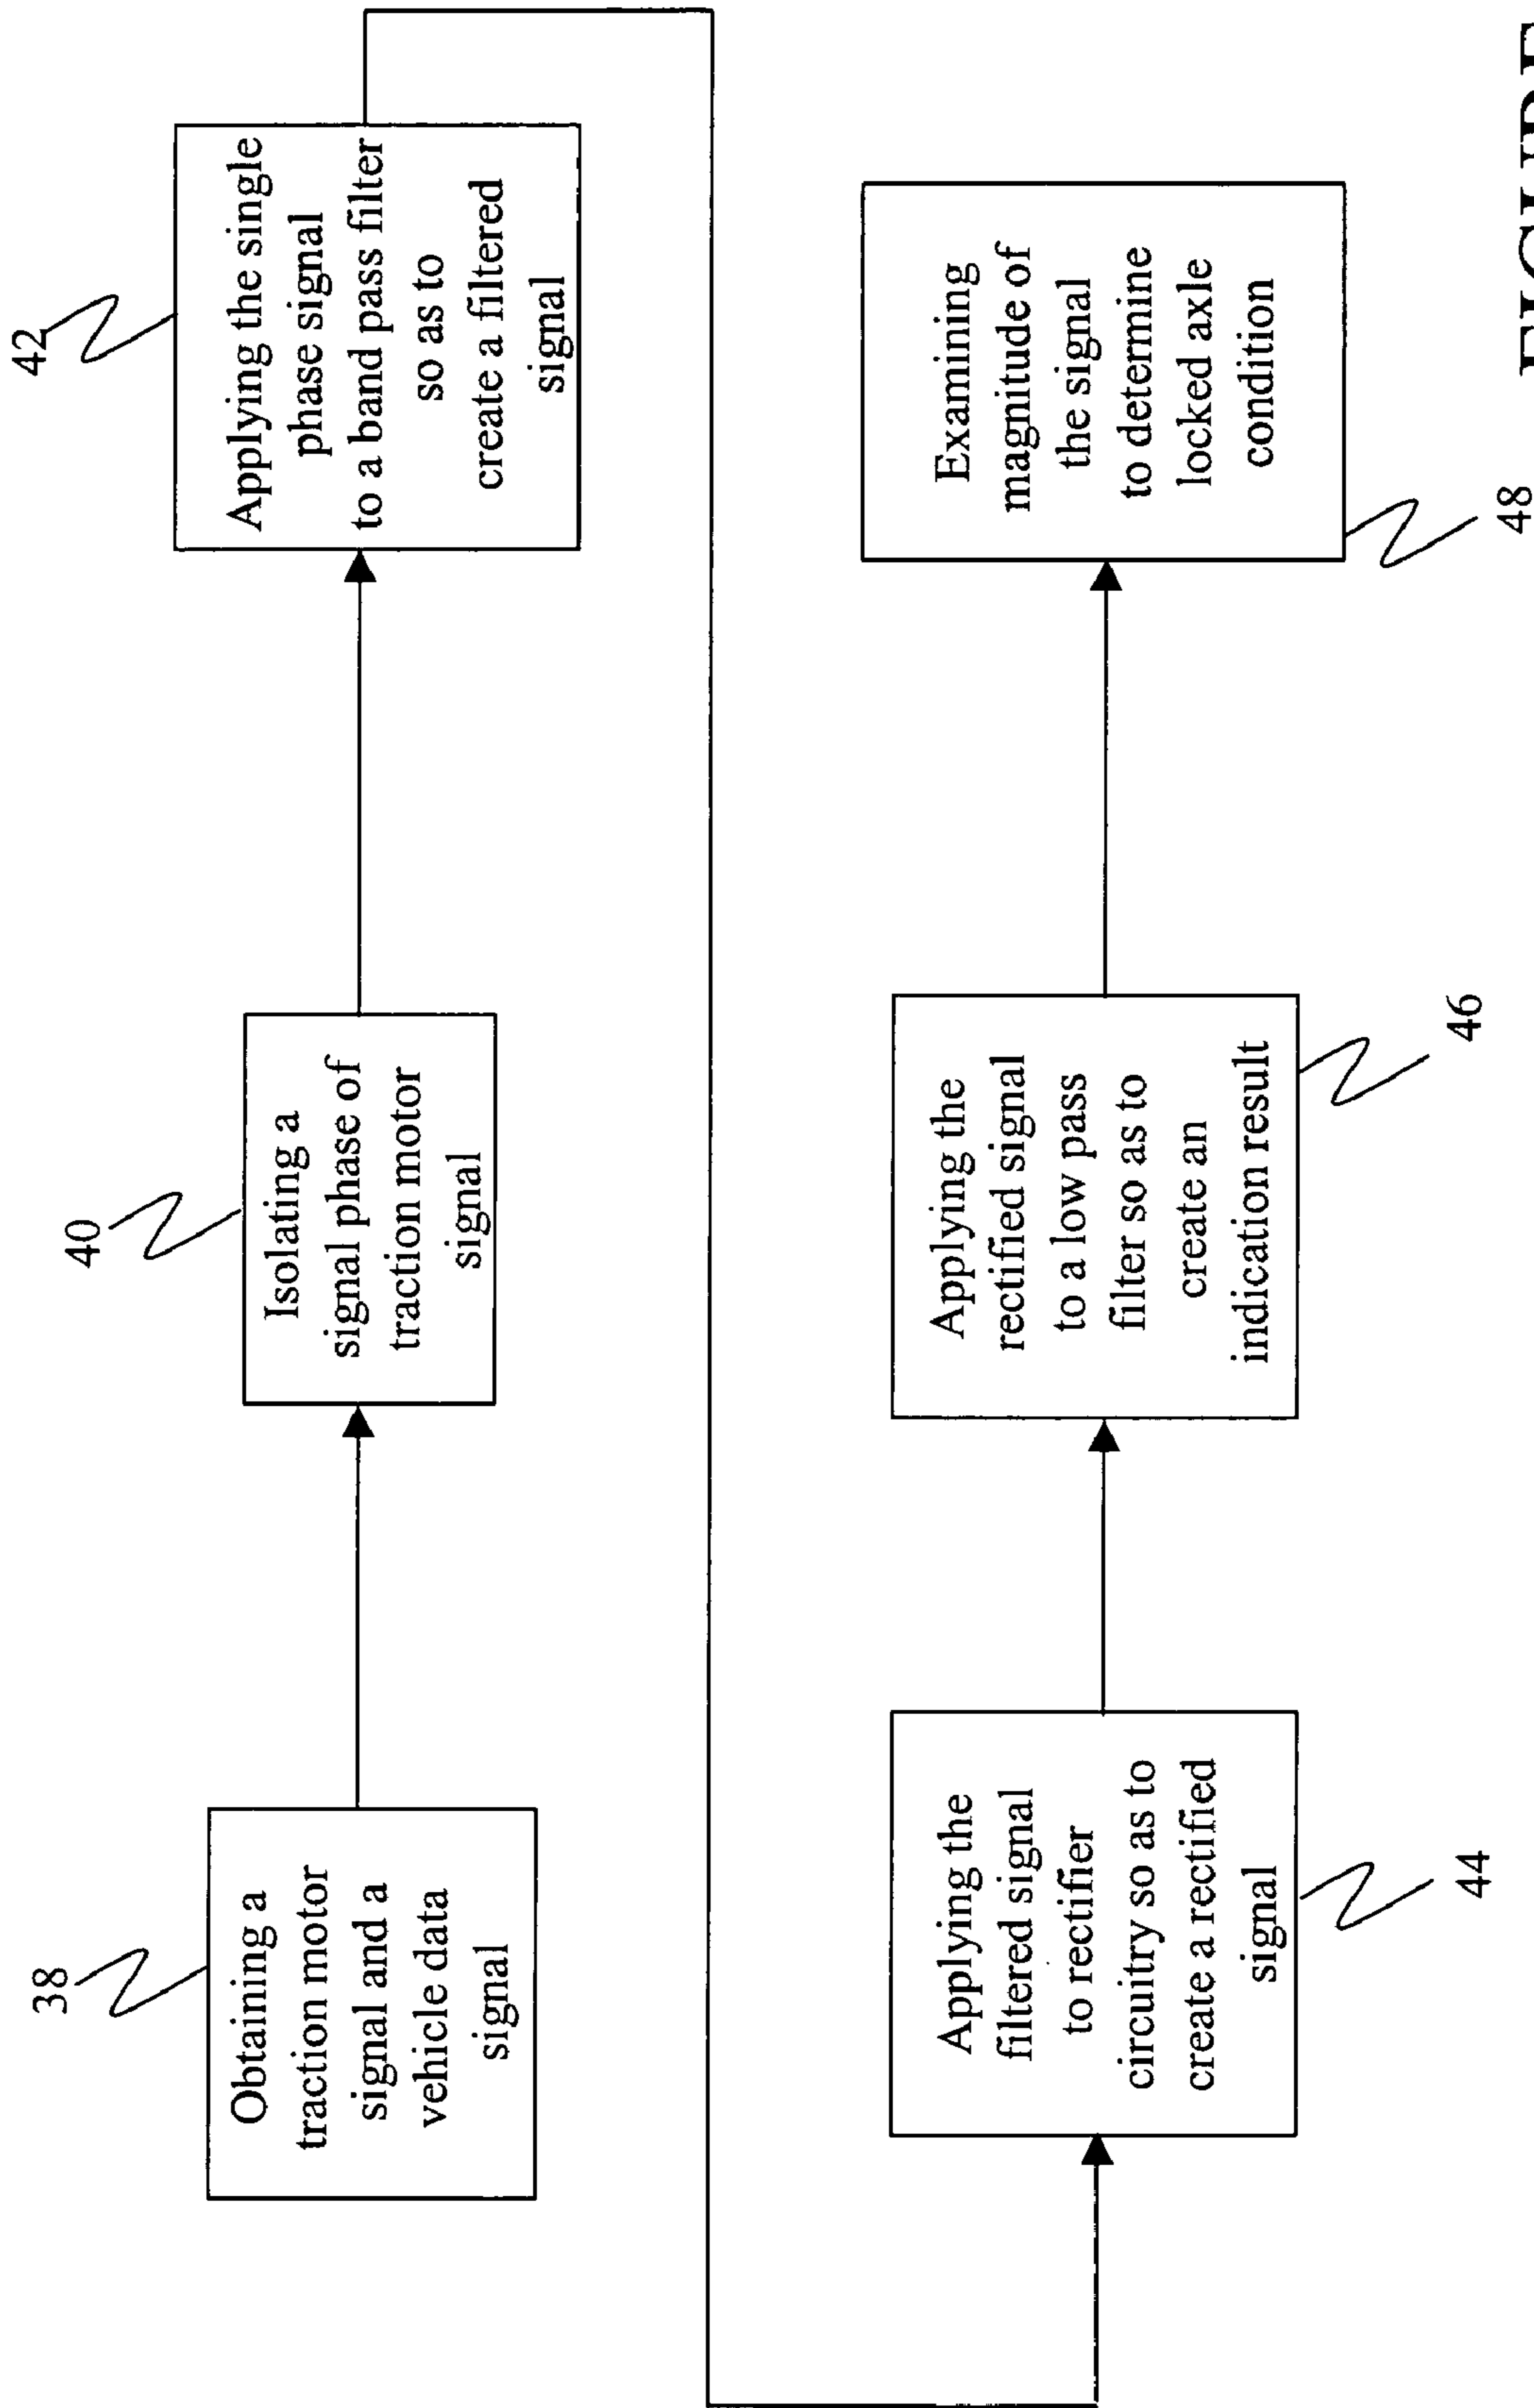 38
Obtaining a
traction motor
signal and a
vehicle data
signal
40
Isolating a
signal phase of
traction motor
signal
42
Applying the single
phase signal
to a band pass filter
so as to
create a filtered
signal
Applying the
filtered signal
to rectifier
circuitry so as to
create a rectified
signal
44
Applying the
rectified signal
to a low pass
filter so as to
create an
indication result
46
Examining
magnitude of
the signal
to determine
locked axle
condition
48
FIGURE